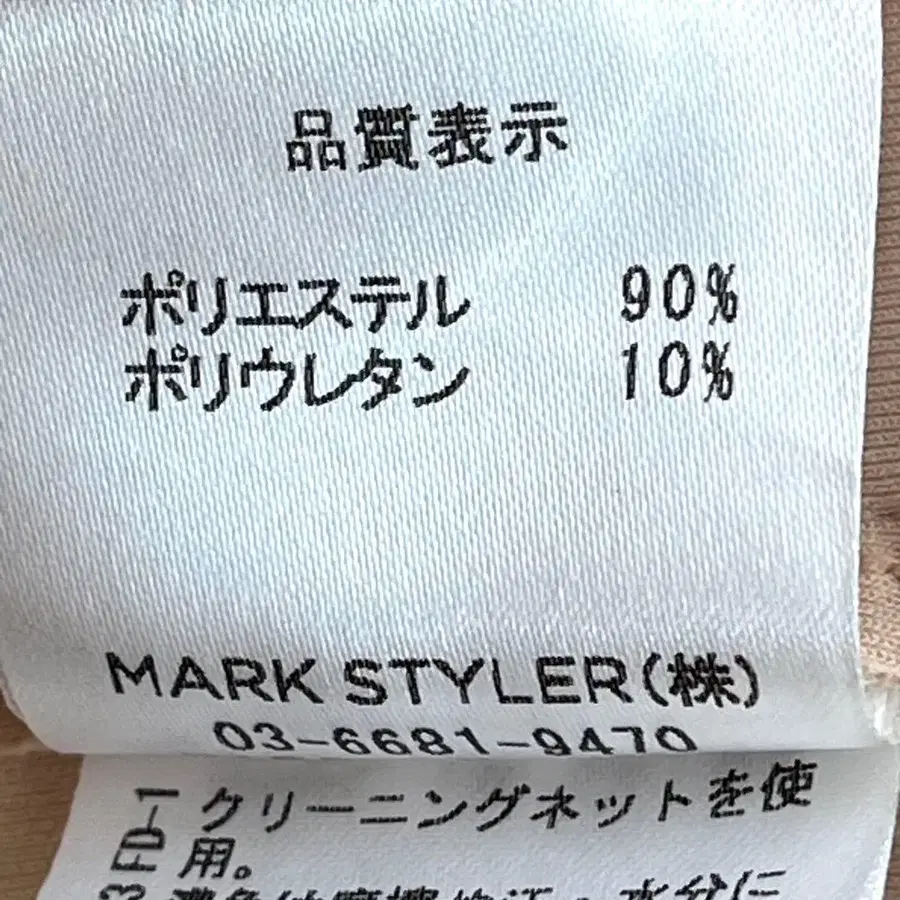 品質表示
ポリエステル 90%
ポリウレタン 10%
MARK STYLER(株)
03-6681-9470
クリーニングネットを使
用。